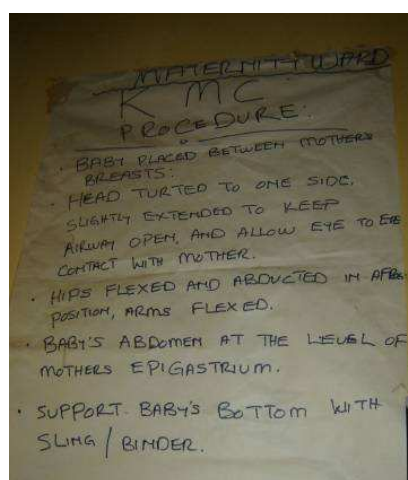 MATERNITY WARD
KMC
PROCEDURE:
• BABY PLACED BETWEEN MOTHER'S
BREASTS.
• HEAD TURTED TO ONE SIDE,
SLIGHTLY EXTENDED TO KEEP
AIRWAY OPEN, AND ALLOW EYE TO EYE
CONTACT WITH MOTHER.
• HIPS FLEXED AND ABDUCTED IN A
POSITION, ARMS FLEXED.
• BABY'S ABDOMEN AT THE LEVEL OF
MOTHERS EPIGASTRIUM.
• SUPPORT BABY'S BOTTOM WITH
SLING / BINDER.